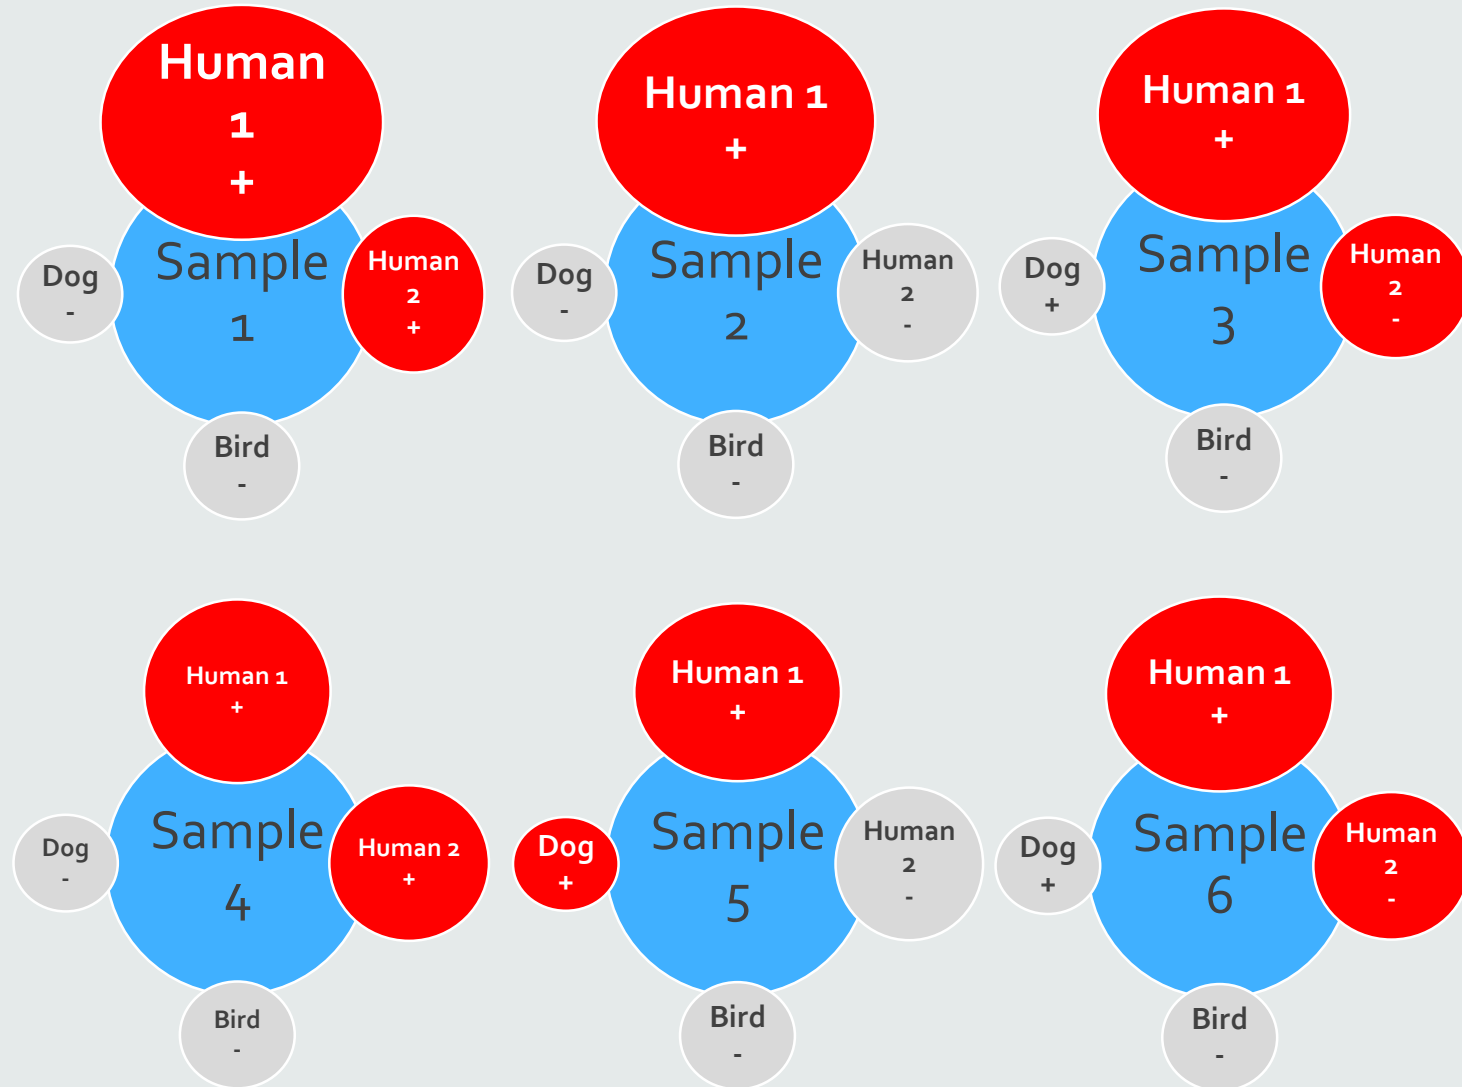 Human
1
+
Dog
-
Sample
1
Human
2
+
Bird
-
Human 1
+
Dog
-
Sample
2
Human
2
-
Bird
-
Human 1
+
Dog
+
Sample
3
Human
2
-
Bird
-
Human 1
+
Dog
-
Sample
4
Human 2
+
Bird
-
Human 1
+
Dog
+
Sample
5
Human
2
-
Bird
-
Human 1
+
Dog
+
Sample
6
Human
2
-
Bird
-